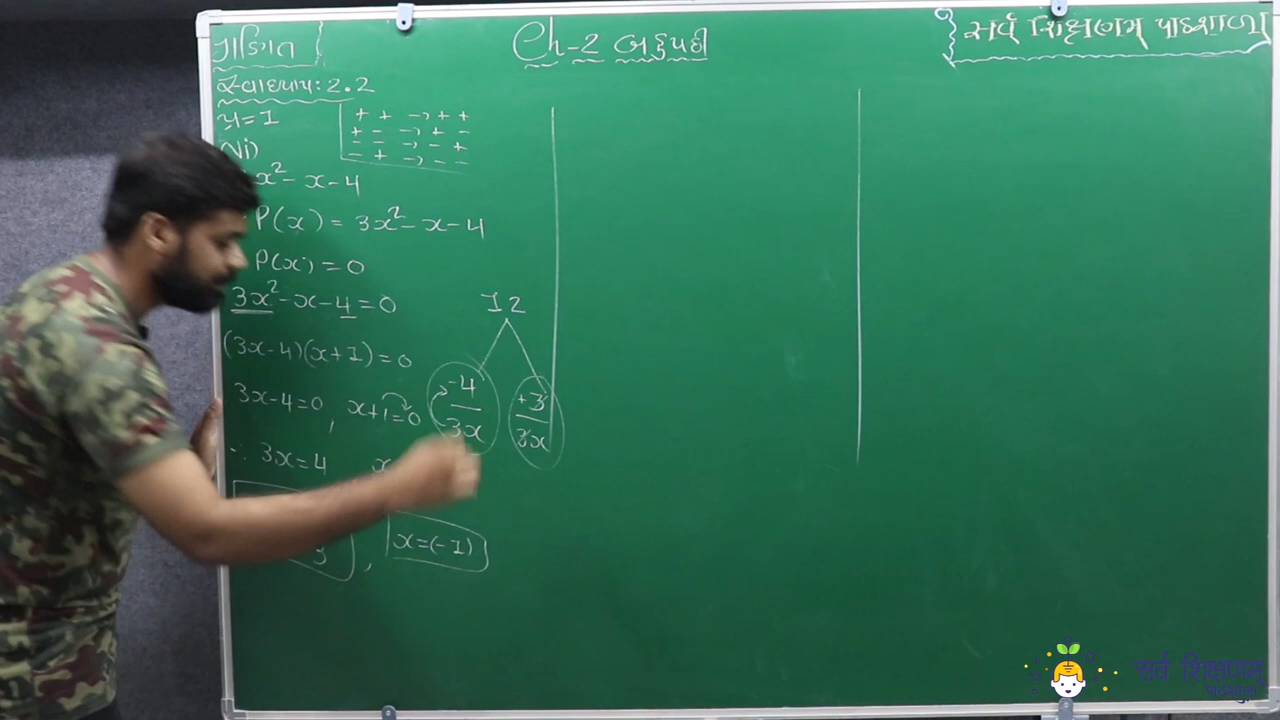 ગણિત
Ch-2 બહુપદી
સર્વ શિક્ષણમ્ પાઠશાળા
સ્વાધ્યાય: 2.2
પ્ર=1
vi)
x²-x-4
+ + → + +
+ - → + -
- - → - +
- + → - -
P(x) = 3x²-x-4
P(x) = 0
3x²-x-4=0
(3x-4)(x+1)=0
3x-4=0, x+1=0
∴ 3x=4 x
3, x=(-1)
12
-4 +3
3x 3x
સર્વ શિક્ષણમ્
પાઠશાળા